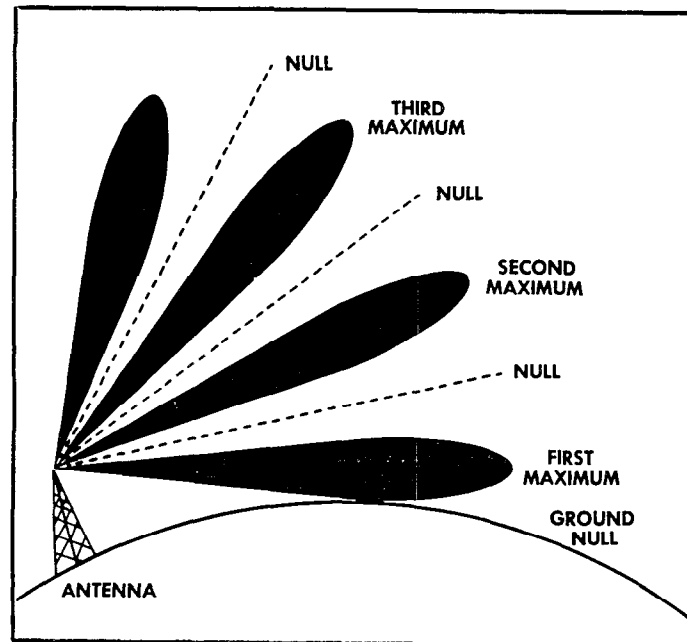 NULL
THIRD
MAXIMUM
NULL
SECOND
MAXIMUM
NULL
FIRST
MAXIMUM
GROUND
NULL
ANTENNA